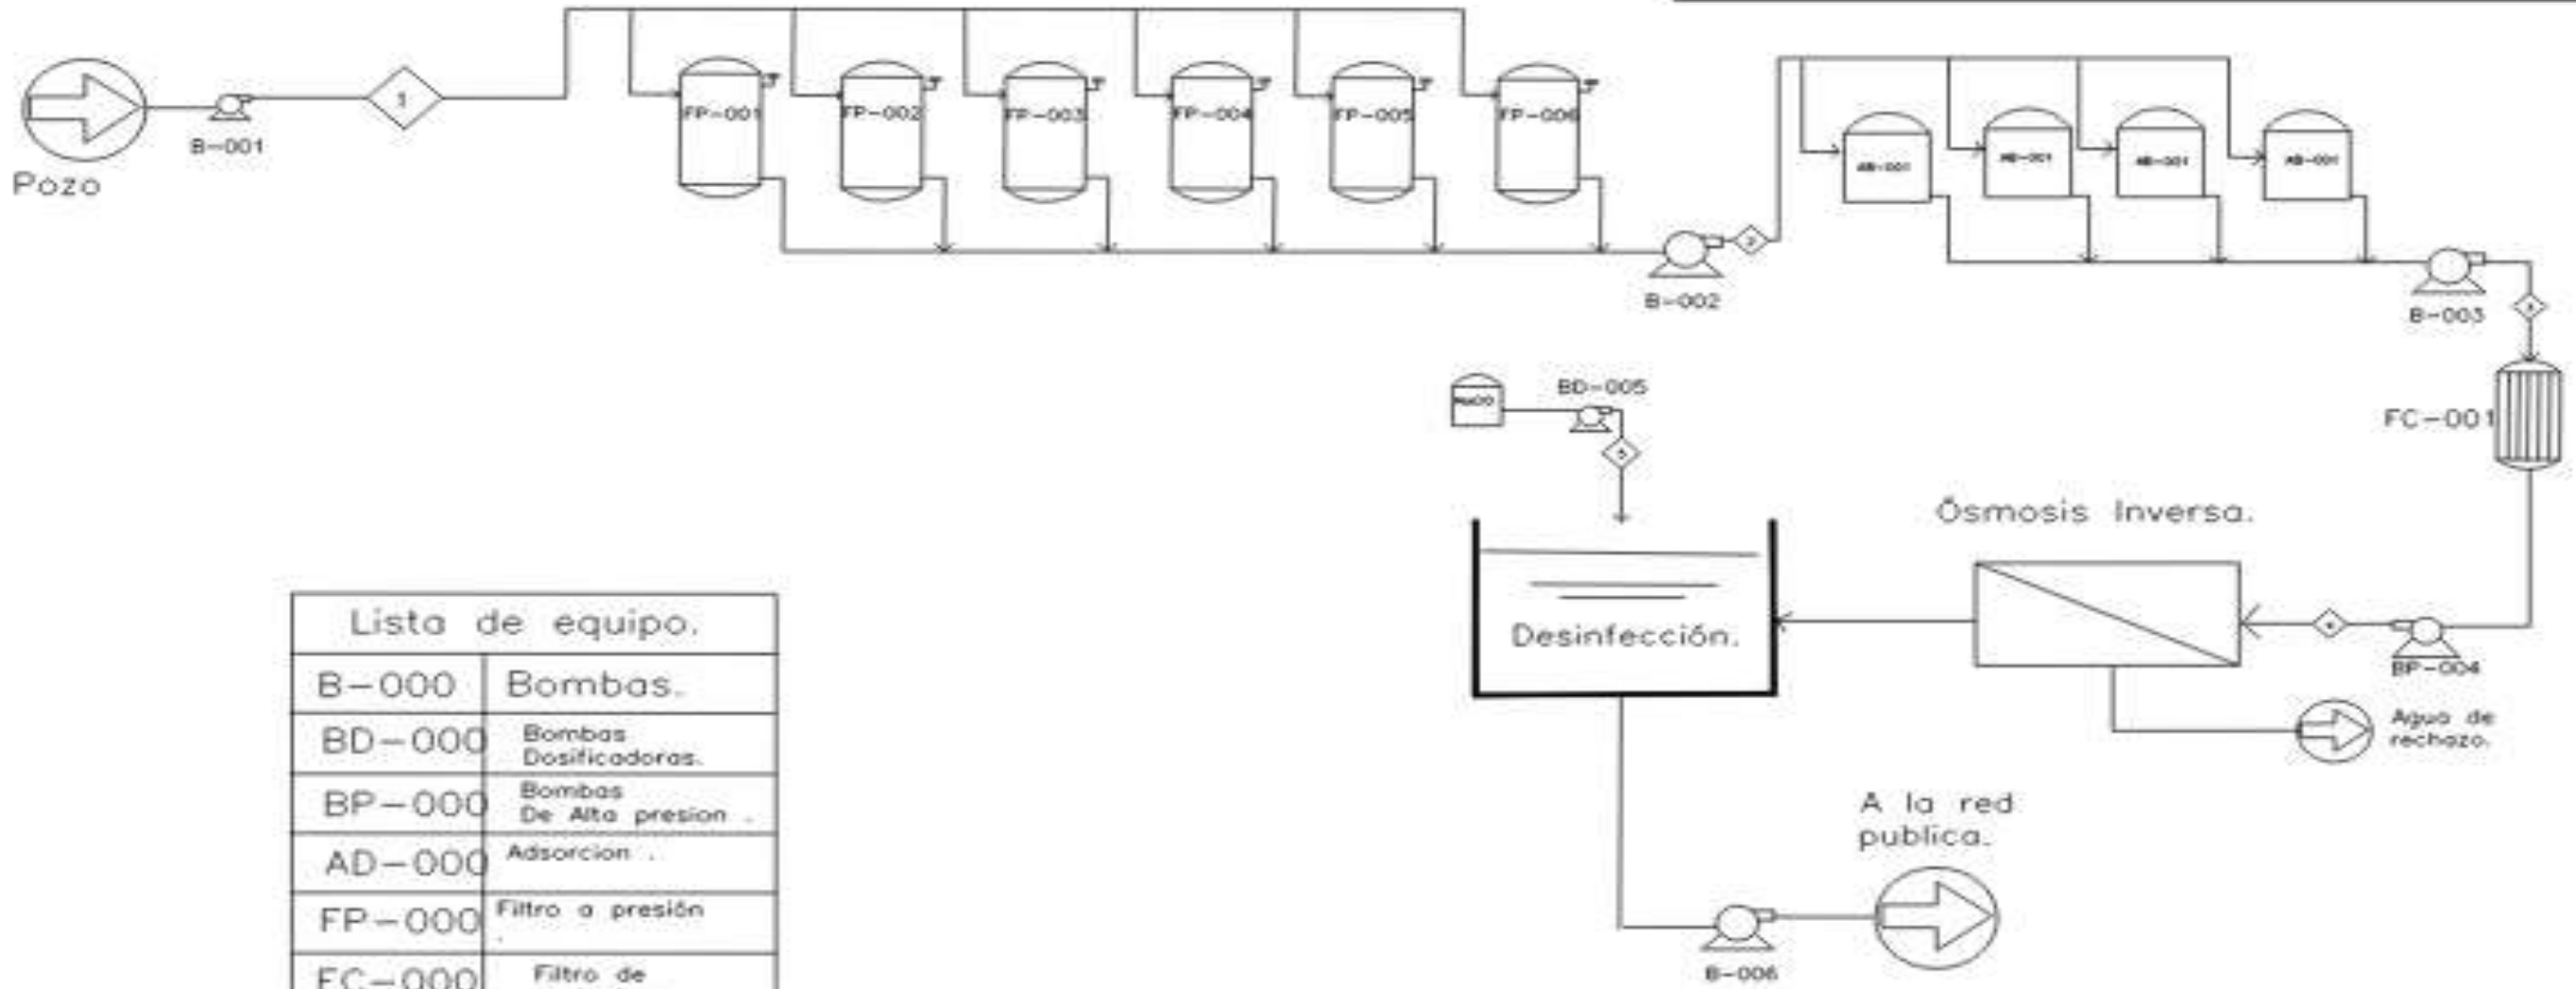 1
FP-001
FP-002
FP-003
FP-004
FP-005
FP-006
B-001
Pozo
B-002
B-003
BD-005
5
FC-001
Ósmosis Inversa.
Desinfección.
BP-004
Agua de
rechazo.
A la red
publica.
B-006
Lista de equipo.
B-000 Bombas.
BD-000 Bombas
Dosificadoras.
BP-000 Bombas
De Alta presion .
AD-000 Adsorcion .
FP-000 Filtro a presión
.
FC-000 Filtro de